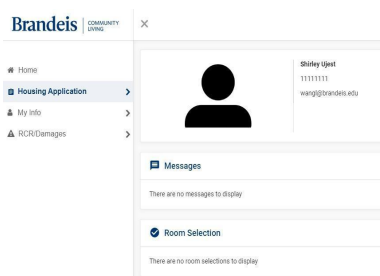 Brandeis COMMUNITY
LIVING
×
Home
Housing Application
My Info
RCR/Damages
Shirley Ujest
11111111
wangl@brandeis.edu
Messages
There are no messages to display
Room Selection
There are no room selections to display